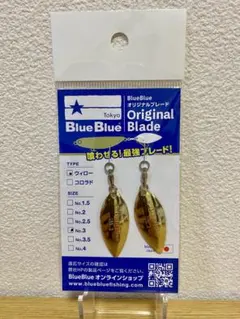 Tokyo
BlueBlue
BlueBlue
オリジナルブレード
Original
Blade
喰わせる!最強ブレード!
TYPE
ウィロー
コロラド
SIZE
No.1.5
No.2
No.2.5
No.3
No.3.5
No.4
適応サイズの確認は
弊社HPの製品ページをご覧ください。
BlueBlue オンラインショップ
www.bluebluefishing.com